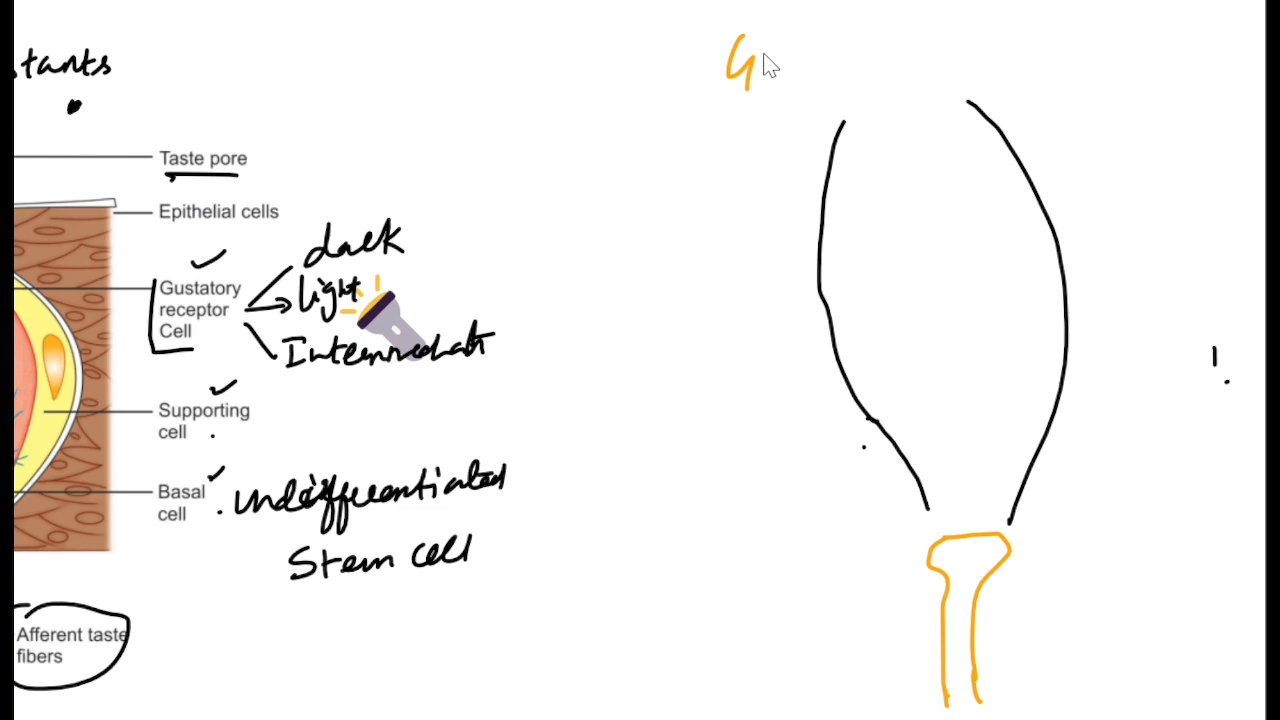 tants
G
Taste pore
Epithelial cells
dark
Gustatory
receptor
Cell
light
Intermediate
Supporting
cell
Basal
cell
undifferentiated
Stem cell
Afferent taste
fibers